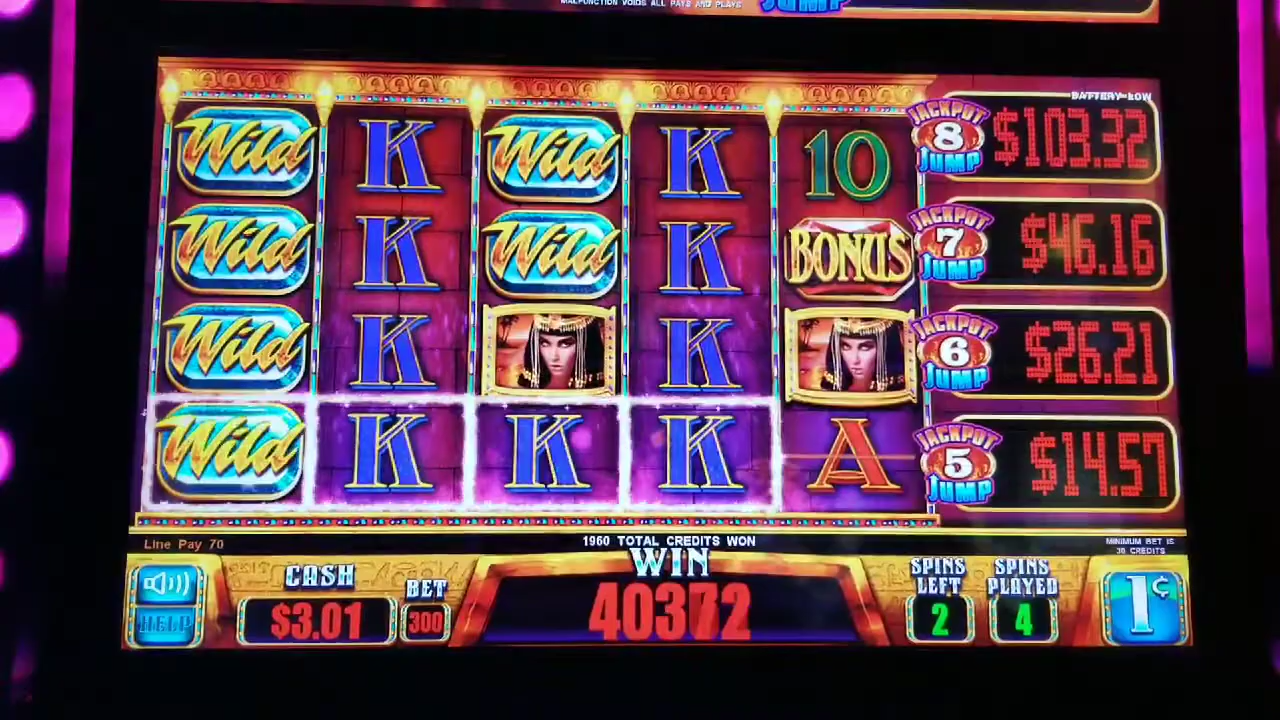 MALFUNCTION VOIDS ALL PAYS AND PLAYS
JUMP
BATTERY LOW
Wild K Wild K 10
JACKPOT 8 JUMP $103.32
Wild K Wild K BONUS
JACKPOT 7 JUMP $46.16
Wild K K
JACKPOT 6 JUMP $26.21
Wild K K K A
JACKPOT 5 JUMP $14.57
Line Pay 70
1960 TOTAL CREDITS WON
MINIMUM BET IS
30 CREDITS
CASH
$3.01
BET
300
WIN
40372
SPINS
LEFT
2
SPINS
PLAYED
4
1¢
HELP